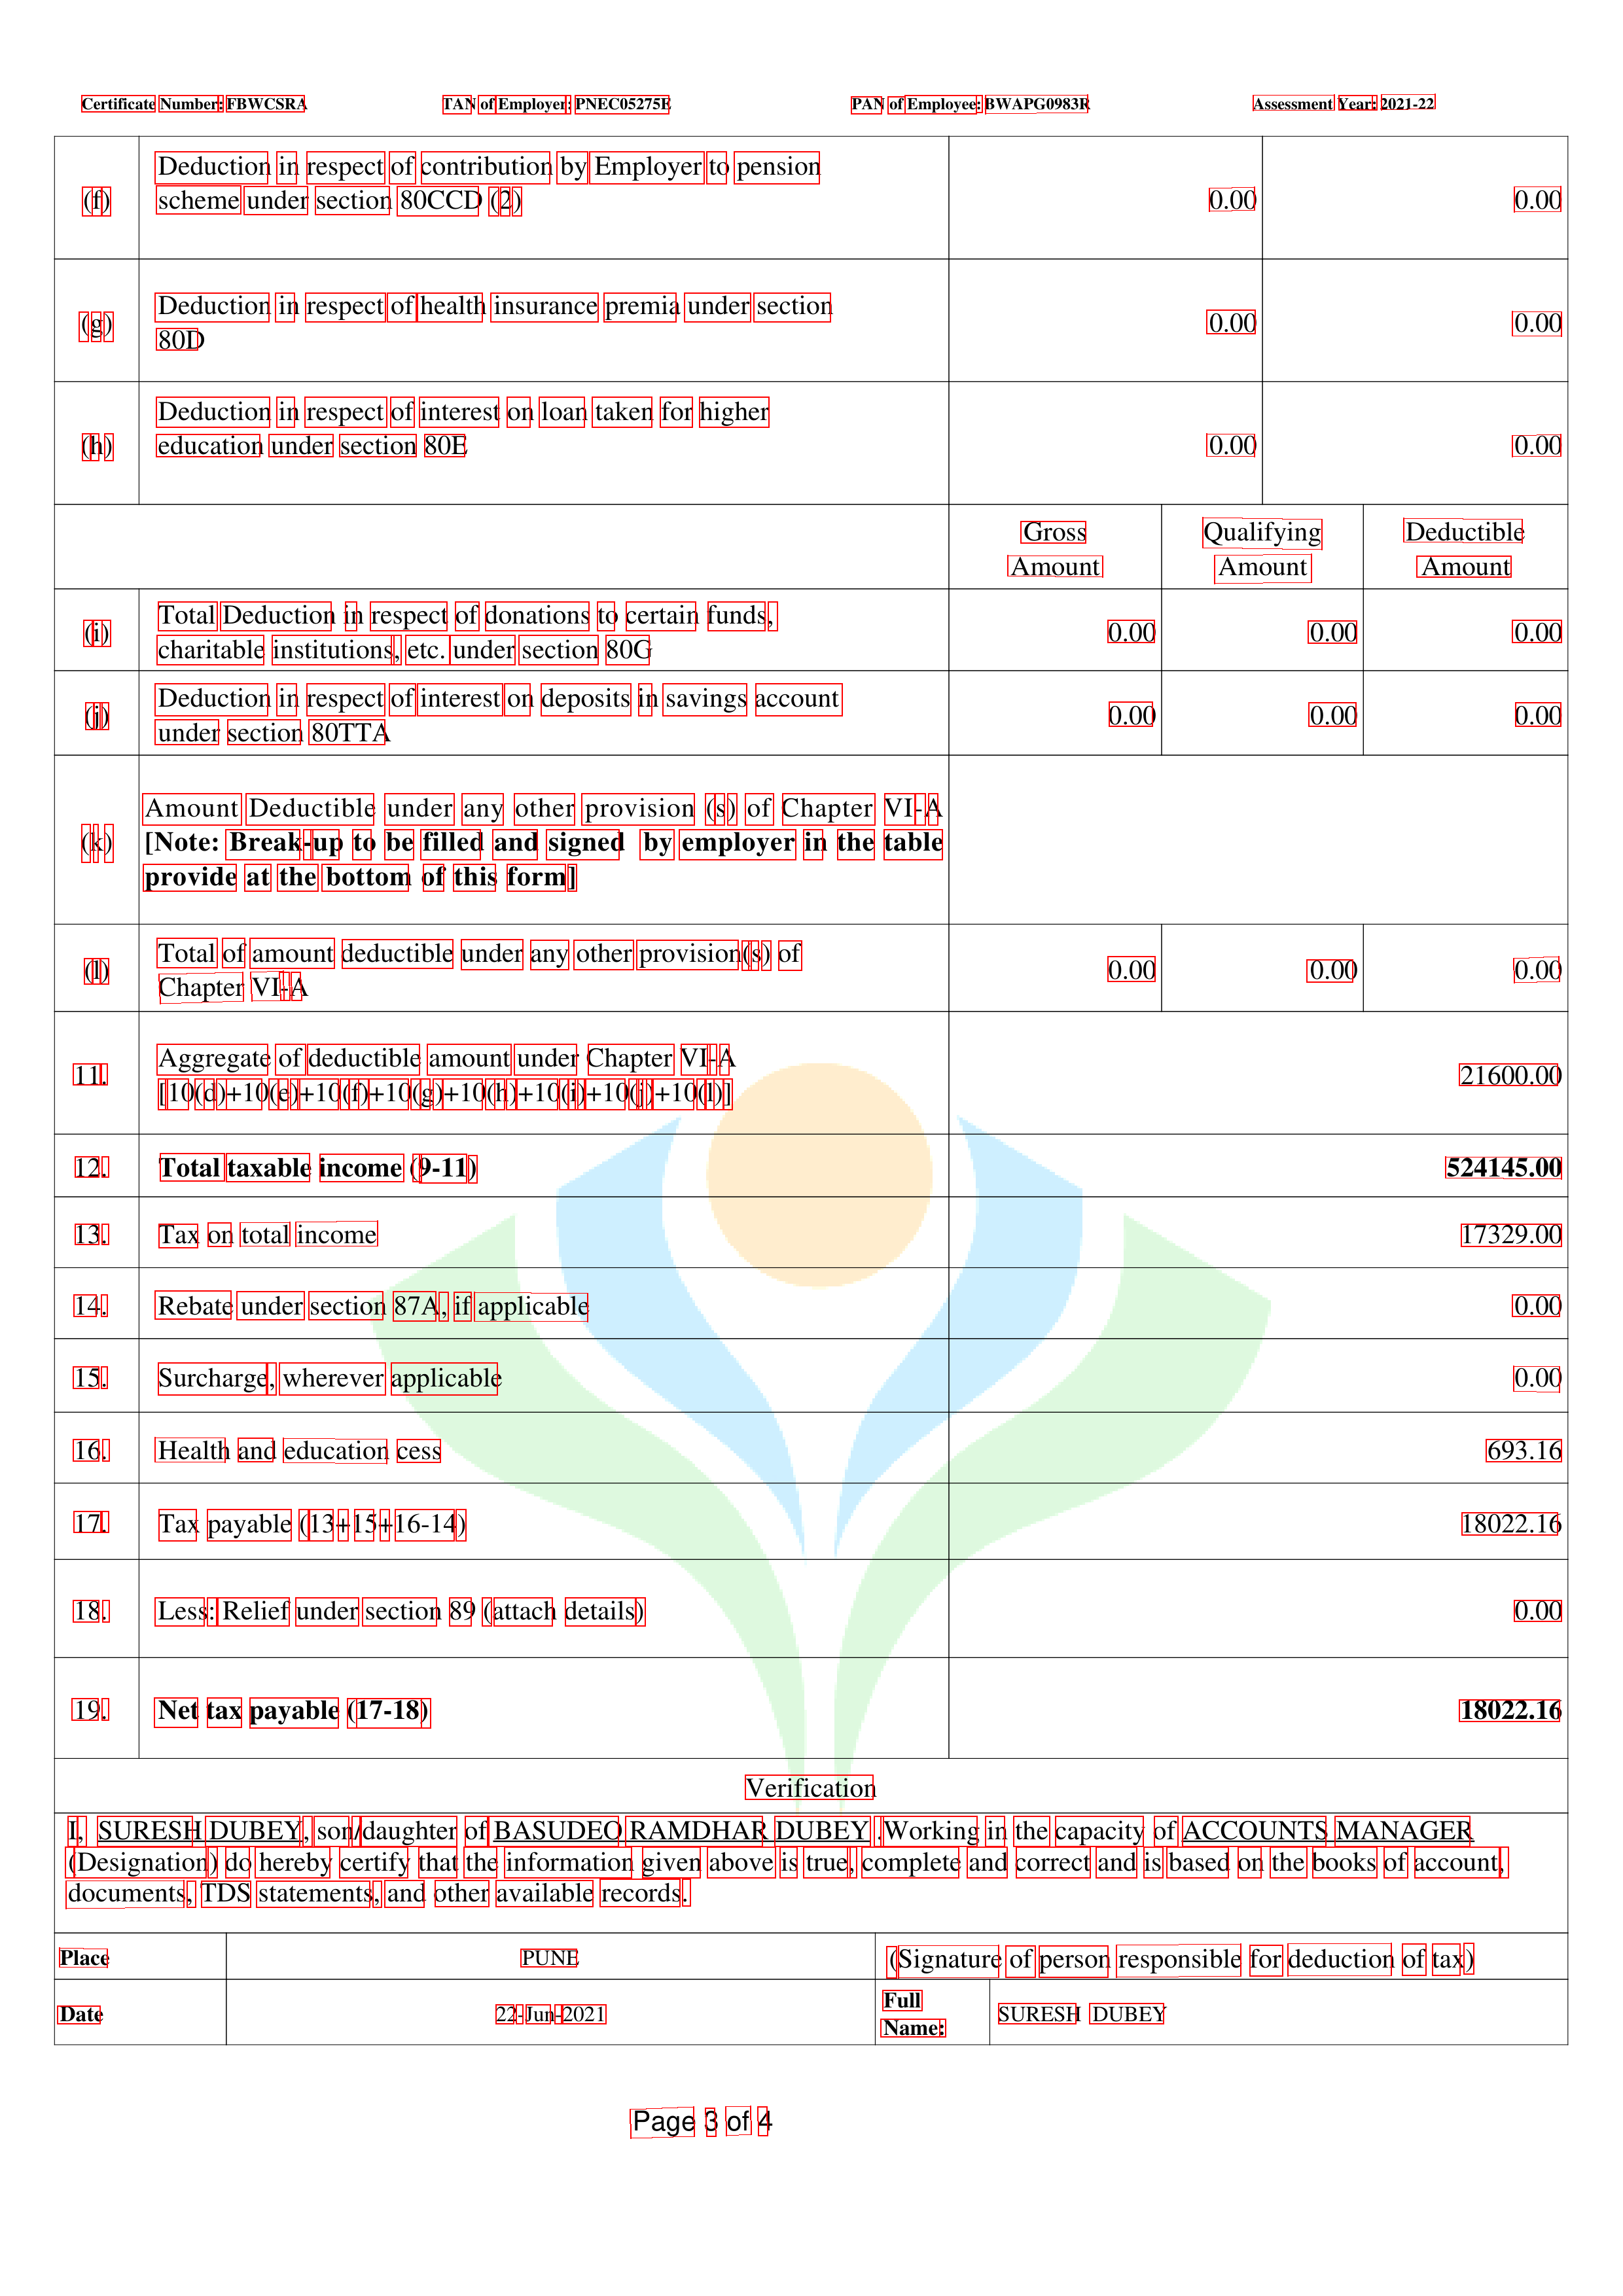 Certificate Number: FBWCSRA TAN of Employer: PNEC05275E PAN of Employee: BWAPG0983R Assessment Year: 2021-22
(f) Deduction in respect of contribution by Employer to pension
scheme under section 80CCD (2) 0.00 0.00
(g) Deduction in respect of health insurance premia under section
80D 0.00 0.00
(h) Deduction in respect of interest on loan taken for higher
education under section 80E 0.00 0.00
Gross Qualifying Deductible
Amount Amount Amount
(i) Total Deduction in respect of donations to certain funds,
charitable institutions, etc. under section 80G 0.00 0.00 0.00
(j) Deduction in respect of interest on deposits in savings account
under section 80TTA 0.00 0.00 0.00
Amount Deductible under any other provision (s) of Chapter VI-A
(k) [Note: Break-up to be filled and signed by employer in the table
provide at the bottom of this form]
(l) Total of amount deductible under any other provision(s) of
Chapter VI-A 0.00 0.00 0.00
11. Aggregate of deductible amount under Chapter VI-A
[10(d)+10(e)+10(f)+10(g)+10(h)+10(i)+10(j)+10(l)] 21600.00
12. Total taxable income (9-11) 524145.00
13. Tax on total income 17329.00
14. Rebate under section 87A, if applicable 0.00
15. Surcharge, wherever applicable 0.00
16. Health and education cess 693.16
17. Tax payable (13+15+16-14) 18022.16
18. Less: Relief under section 89 (attach details) 0.00
19. Net tax payable (17-18) 18022.16
Verification
I, SURESH DUBEY, son/daughter of BASUDEO RAMDHAR DUBEY .Working in the capacity of ACCOUNTS MANAGER
(Designation) do hereby certify that the information given above is true, complete and correct and is based on the books of account,
documents, TDS statements, and other available records.
Place PUNE (Signature of person responsible for deduction of tax)
Date 22-Jun-2021 Full
Name: SURESH DUBEY
Page 3 of 4